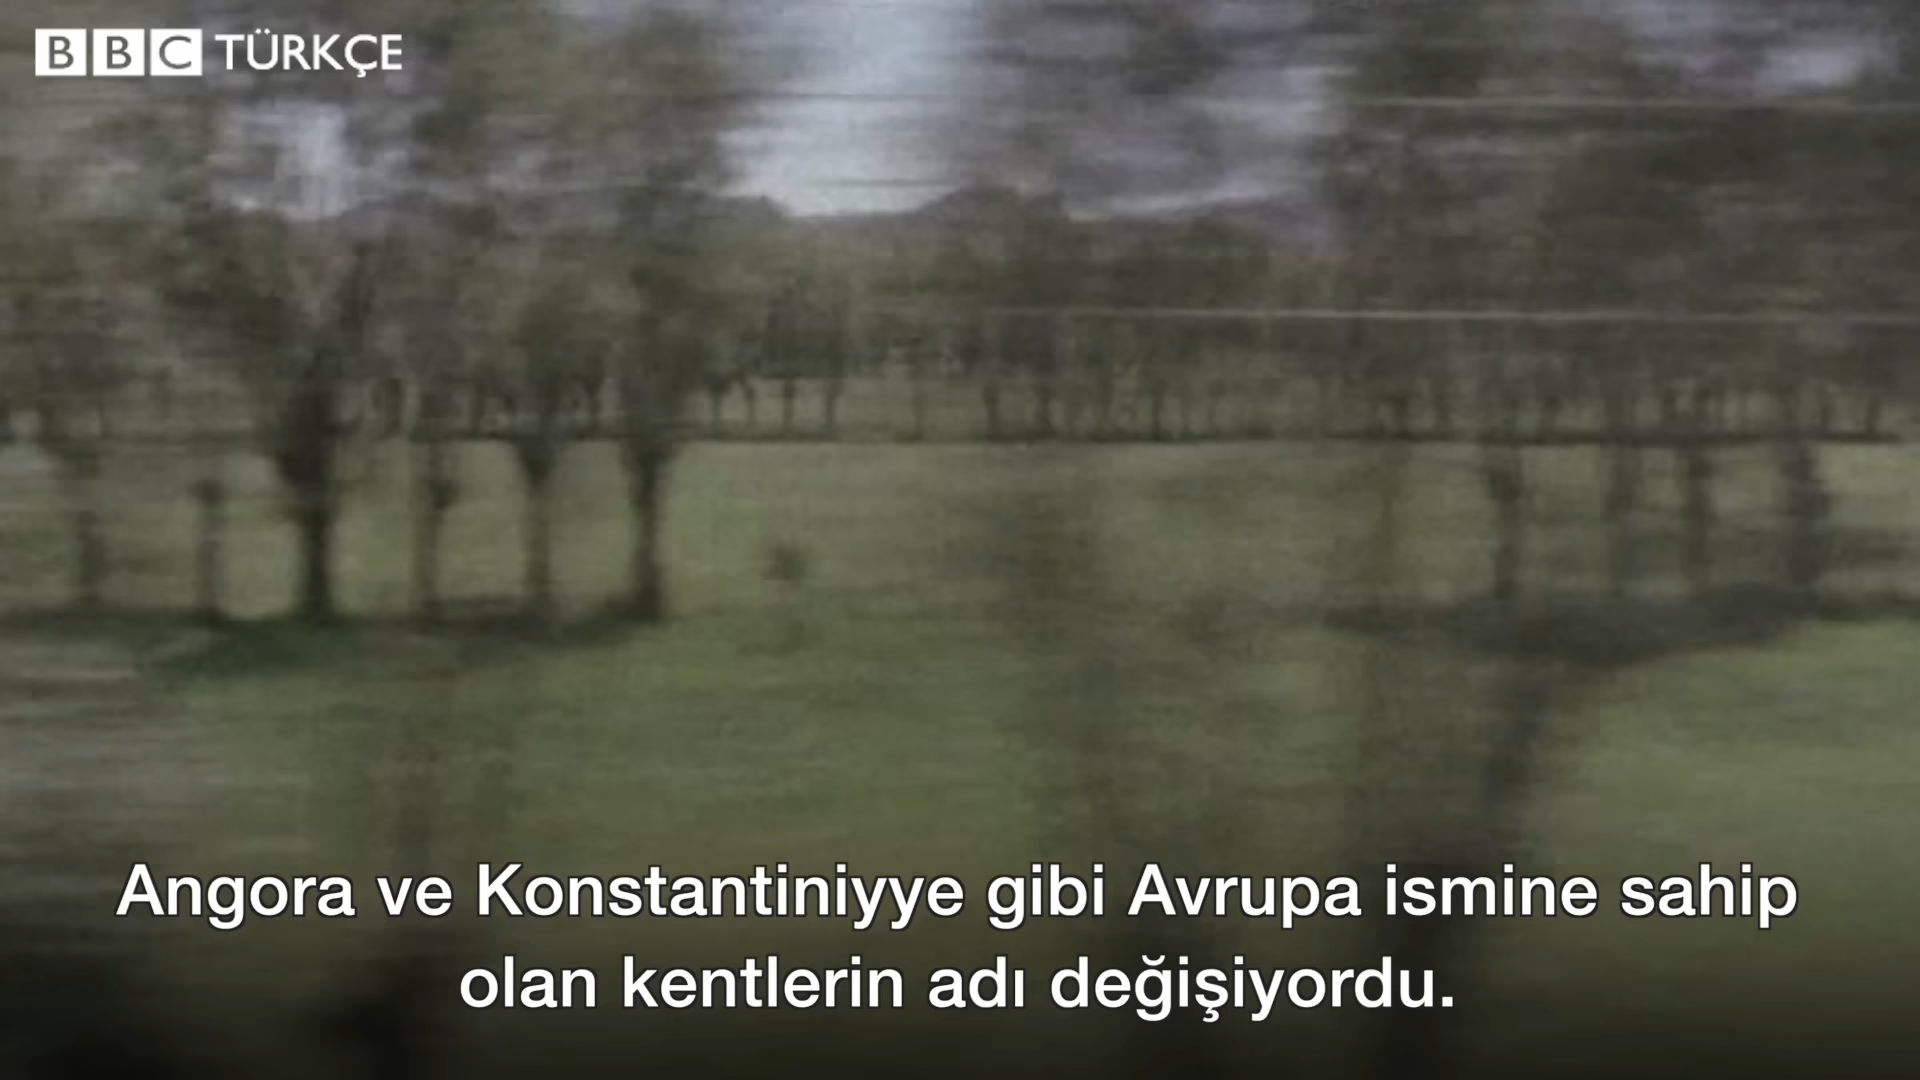 BBC TÜRKÇE
Angora ve Konstantiniyye gibi Avrupa ismine sahip
olan kentlerin adı değişiyordu.